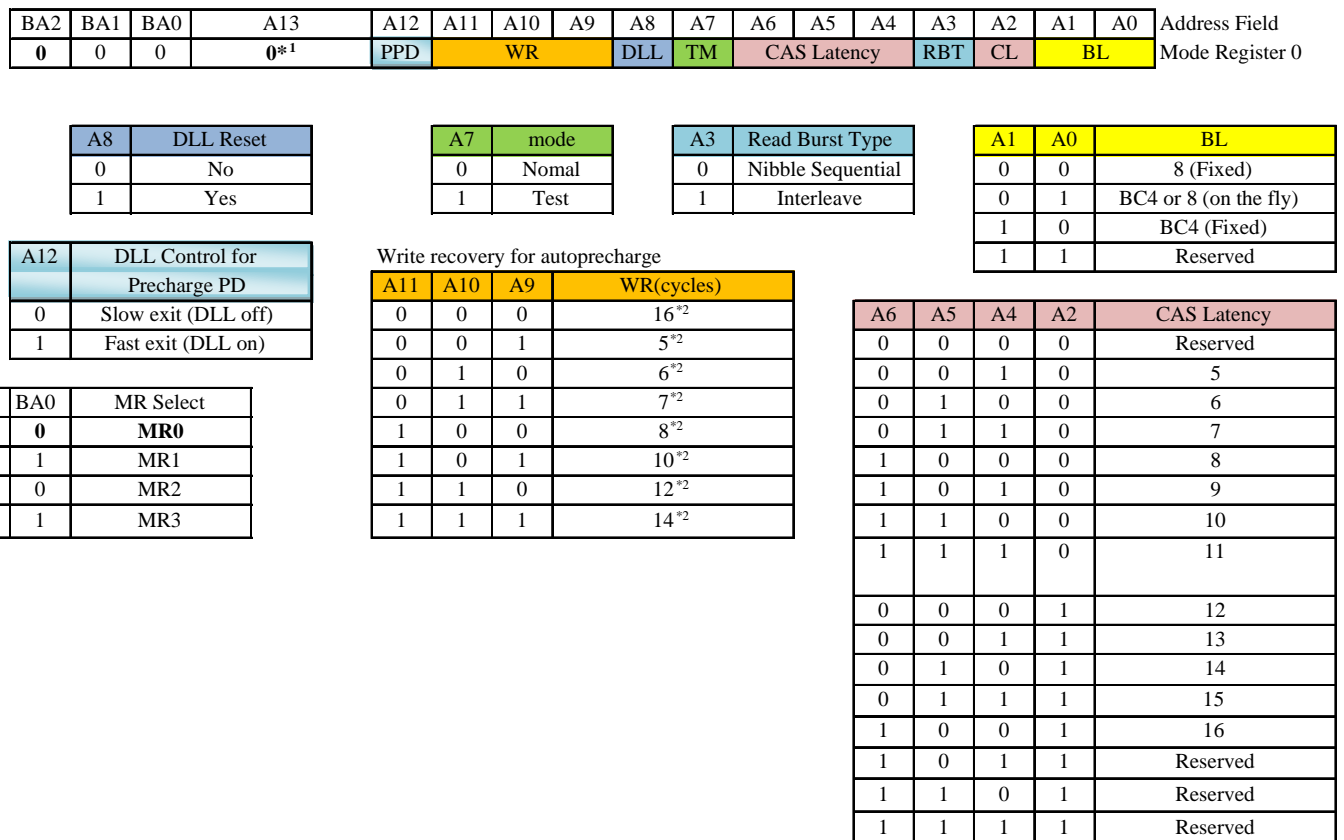 BA2 BA1 BA0 A13 A12 A11 A10 A9 A8 A7 A6 A5 A4 A3 A2 A1 A0 Address Field
0 0 0 0*1 PPD WR DLL TM CAS Latency RBT CL BL Mode Register 0
A8 DLL Reset
0 No
1 Yes
A7 mode
0 Nomal
1 Test
A3 Read Burst Type
0 Nibble Sequential
1 Interleave
A1 A0 BL
0 0 8 (Fixed)
0 1 BC4 or 8 (on the fly)
1 0 BC4 (Fixed)
1 1 Reserved
A12 DLL Control for
Precharge PD
0 Slow exit (DLL off)
1 Fast exit (DLL on)
BA0 MR Select
0 MR0
1 MR1
0 MR2
1 MR3
Write recovery for autoprecharge
A11 A10 A9 WR(cycles)
0 0 0 16*2
0 0 1 5*2
0 1 0 6*2
0 1 1 7*2
1 0 0 8*2
1 0 1 10*2
1 1 0 12*2
1 1 1 14*2
A6 A5 A4 A2 CAS Latency
0 0 0 0 Reserved
0 0 1 0 5
0 1 0 0 6
0 1 1 0 7
1 0 0 0 8
1 0 1 0 9
1 1 0 0 10
1 1 1 0 11
0 0 0 1 12
0 0 1 1 13
0 1 0 1 14
0 1 1 1 15
1 0 0 1 16
1 0 1 1 Reserved
1 1 0 1 Reserved
1 1 1 1 Reserved